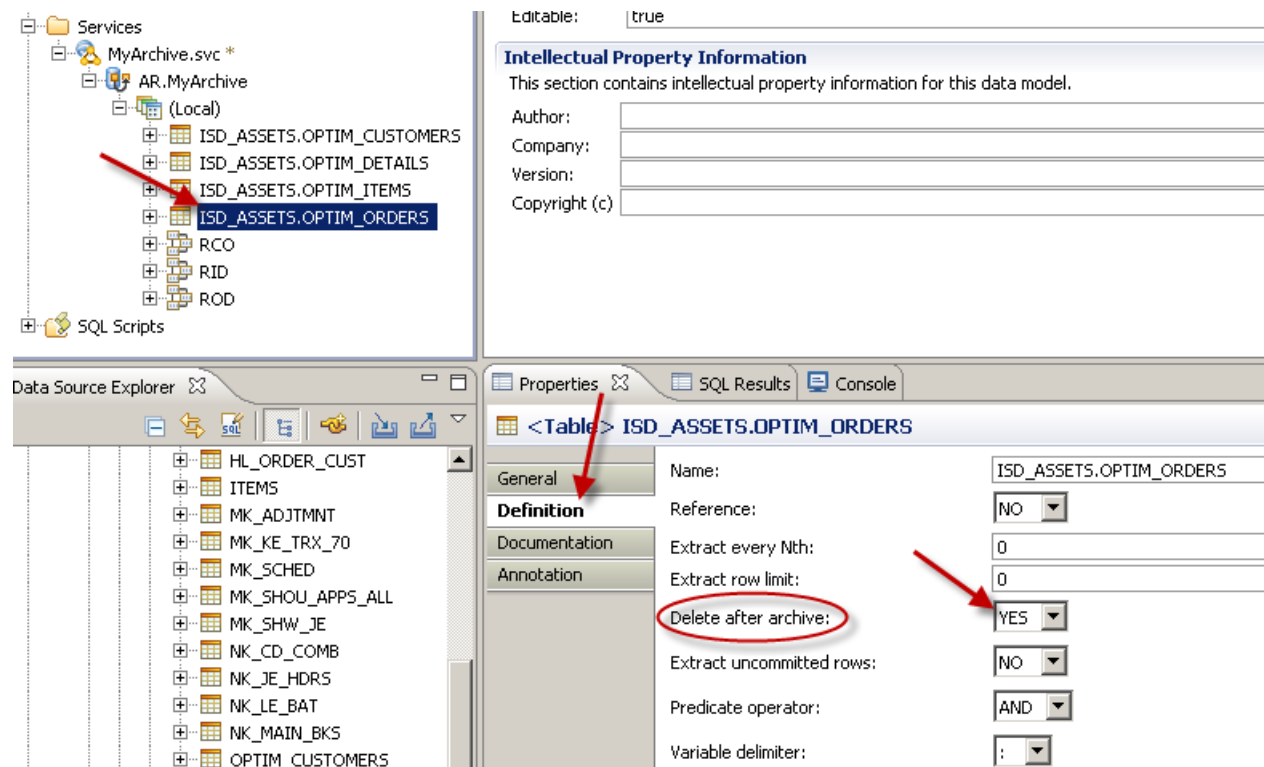 Services
MyArchive.svc *
AR.MyArchive
(Local)
ISD_ASSETS.OPTIM_CUSTOMERS
ISD_ASSETS.OPTIM_DETAILS
ISD_ASSETS.OPTIM_ITEMS
ISD_ASSETS.OPTIM_ORDERS
RCO
RID
ROD
SQL Scripts
Editable: true
Intellectual Property Information
This section contains intellectual property information for this data model.
Author:
Company:
Version:
Copyright (c)
Data Source Explorer
SQL
HL_ORDER_CUST
ITEMS
MK_ADJTMNT
MK_KE_TRX_70
MK_SCHED
MK_SHOU_APPS_ALL
MK_SHW_JE
NK_CD_COMB
NK_JE_HDRS
NK_LE_BAT
NK_MAIN_BKS
OPTIM_CUSTOMERS
Properties SQL Results Console
<Table> ISD_ASSETS.OPTIM_ORDERS
General
Definition
Documentation
Annotation
Name: ISD_ASSETS.OPTIM_ORDERS
Reference: NO
Extract every Nth: 0
Extract row limit: 0
Delete after archive: YES
Extract uncommitted rows: NO
Predicate operator: AND
Variable delimiter: :